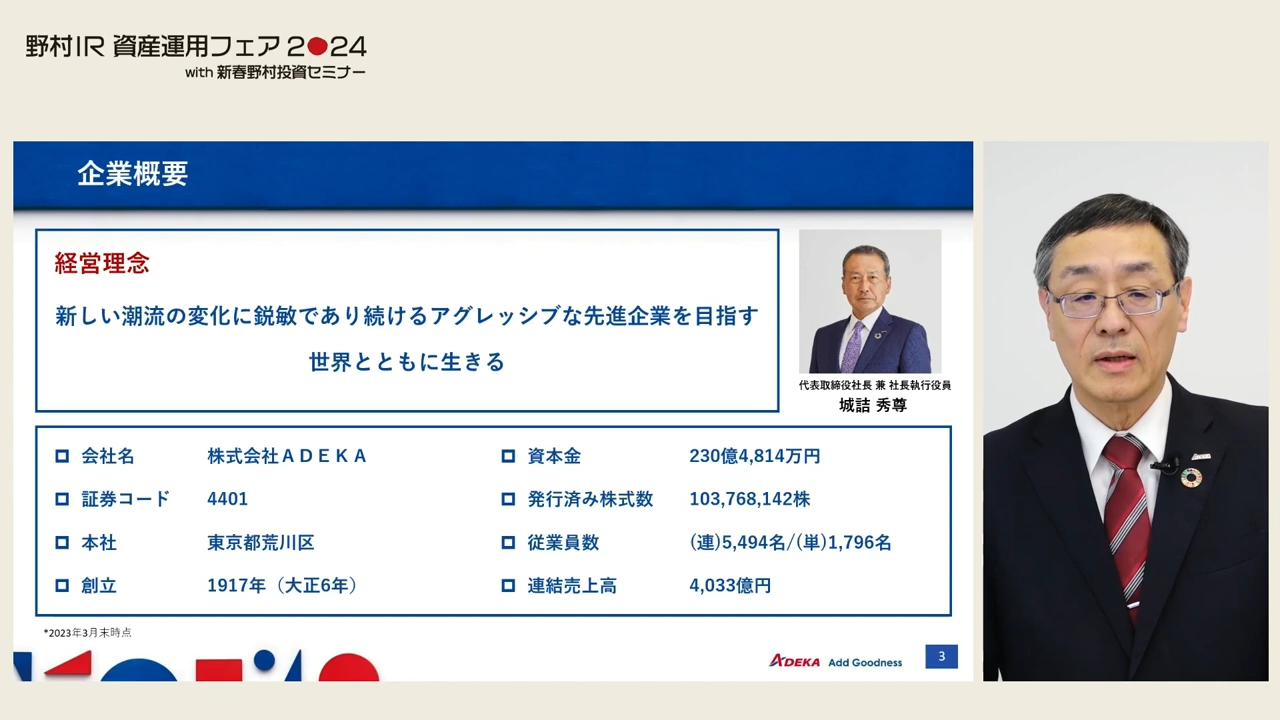 野村IR 資産運用フェア 2024
with 新春野村投資セミナー
企業概要
経営理念
新しい潮流の変化に鋭敏であり続けるアグレッシブな先進企業を目指す
世界とともに生きる
代表取締役社長 兼 社長執行役員
城詰 秀尊
会社名 株式会社ＡＤＥＫＡ
証券コード 4401
本社 東京都荒川区
創立 1917年（大正6年）
資本金 230億4,814万円
発行済み株式数 103,768,142株
従業員数 (連)5,494名/(単)1,796名
連結売上高 4,033億円
*2023年3月末時点
ADEKA Add Goodness
3